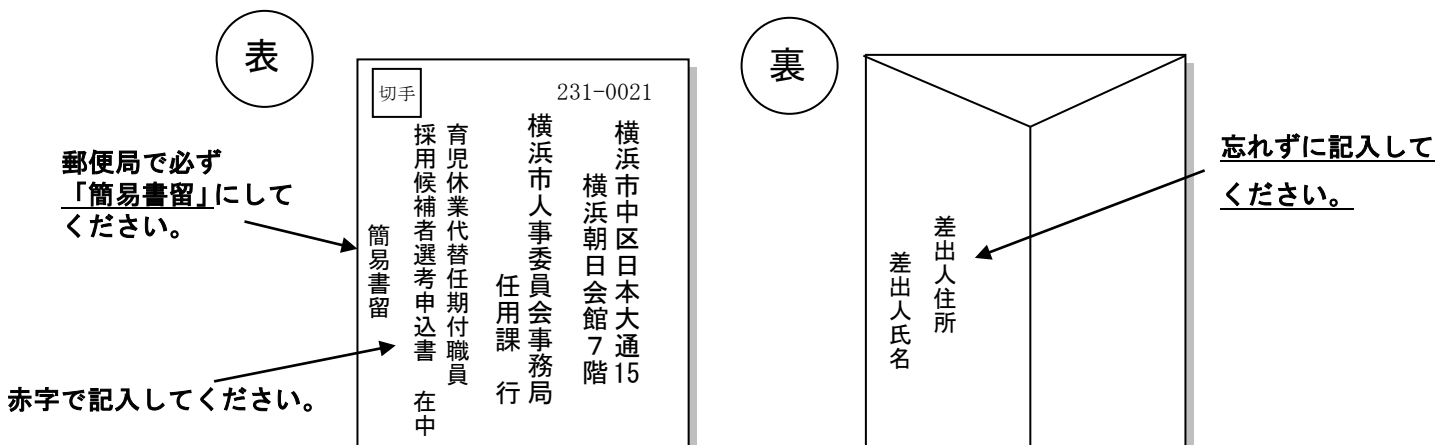 表
切手
231-0021
横浜市中区日本大通15
横浜朝日会館7階
横浜市人事委員会事務局
任用課 行
育児休業代替任期付職員
採用候補者選考申込書 在中
簡易書留
郵便局で必ず
「簡易書留」にして
ください。
赤字で記入してください。
裏
差出人住所
差出人氏名
忘れずに記入して
ください。